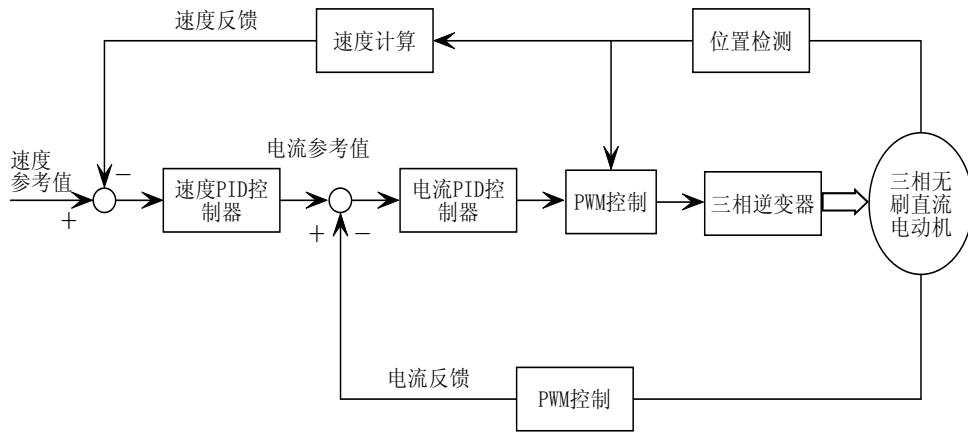 速度反馈
速度计算
位置检测
速度
参考值
−
+
速度PID控
制器
电流参考值
+
−
电流PID控
制器
PWM控制
三相逆变器
三相无
刷直流
电动机
电流反馈
PWM控制